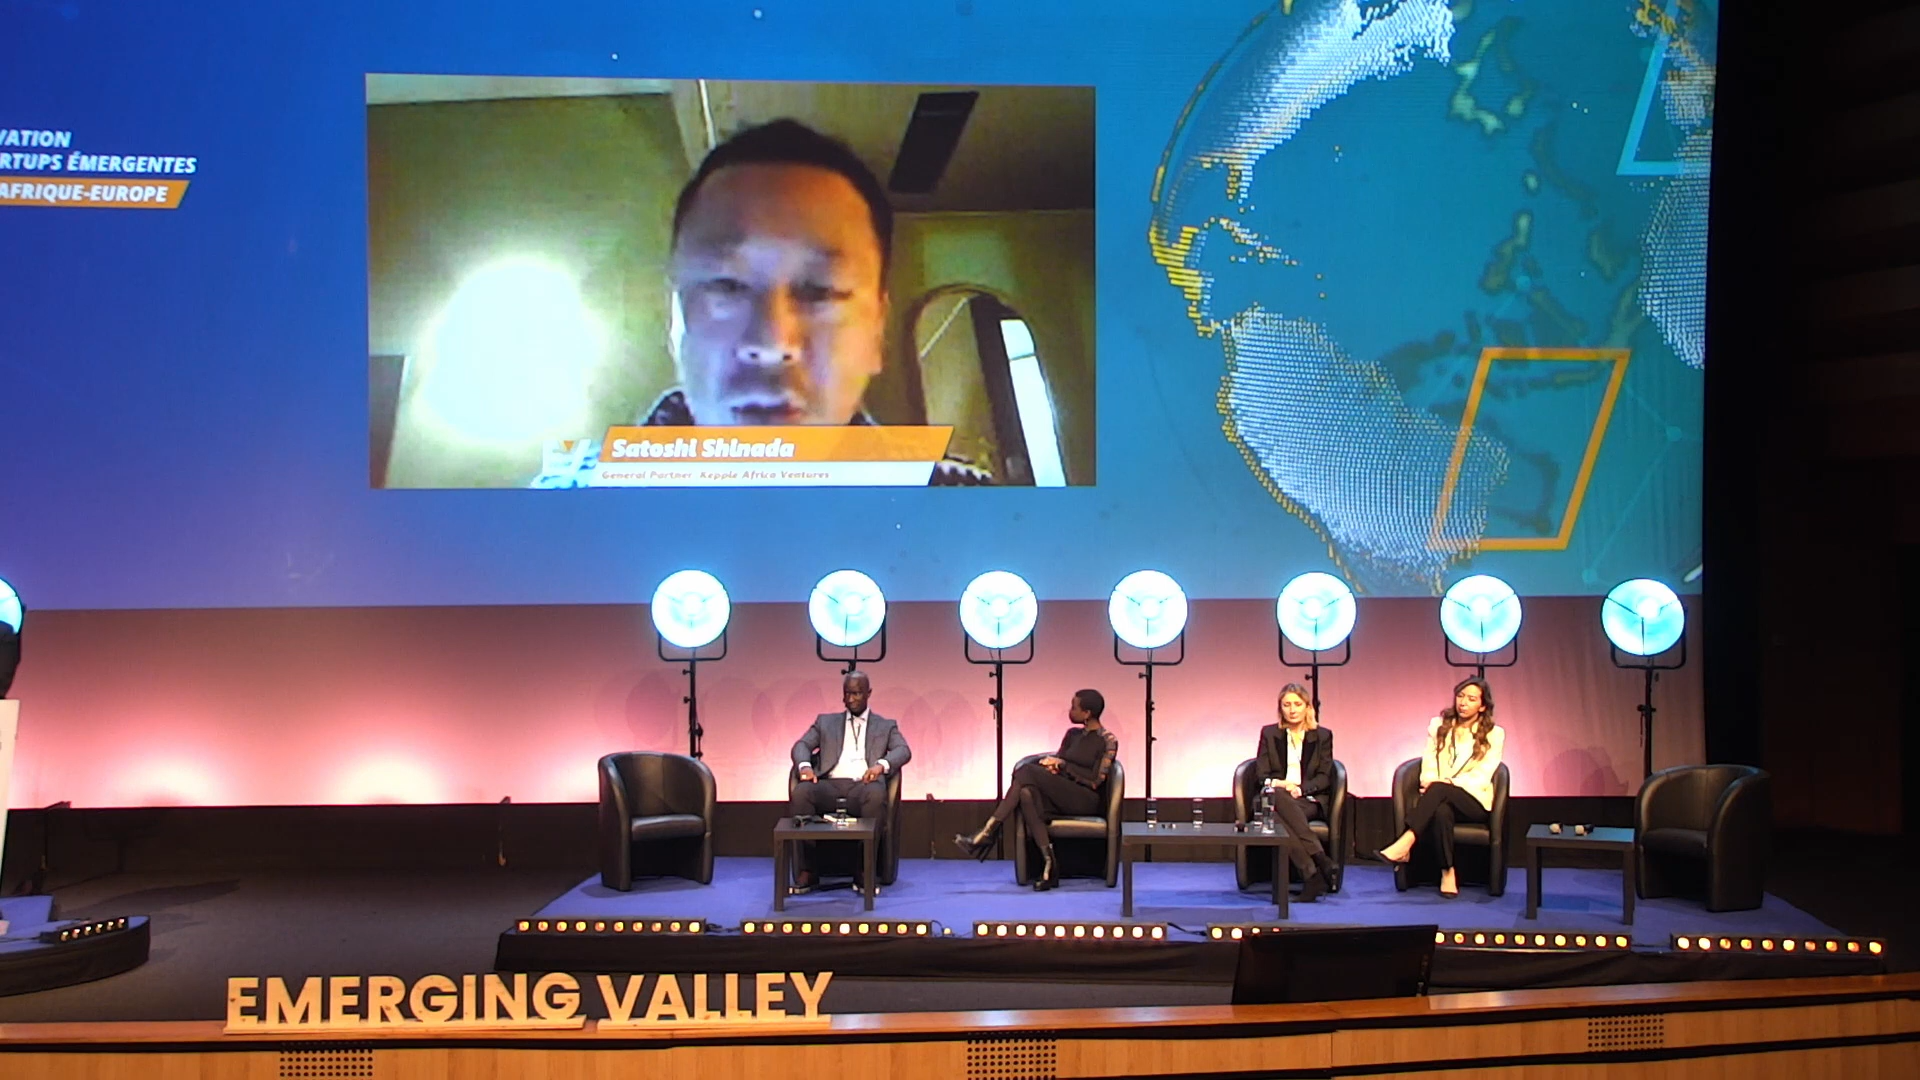 VATION
RTUPS ÉMERGENTES
AFRIQUE-EUROPE
Satoshi Shinada
General Partner Kepple Africa Ventures
EMERGING VALLEY